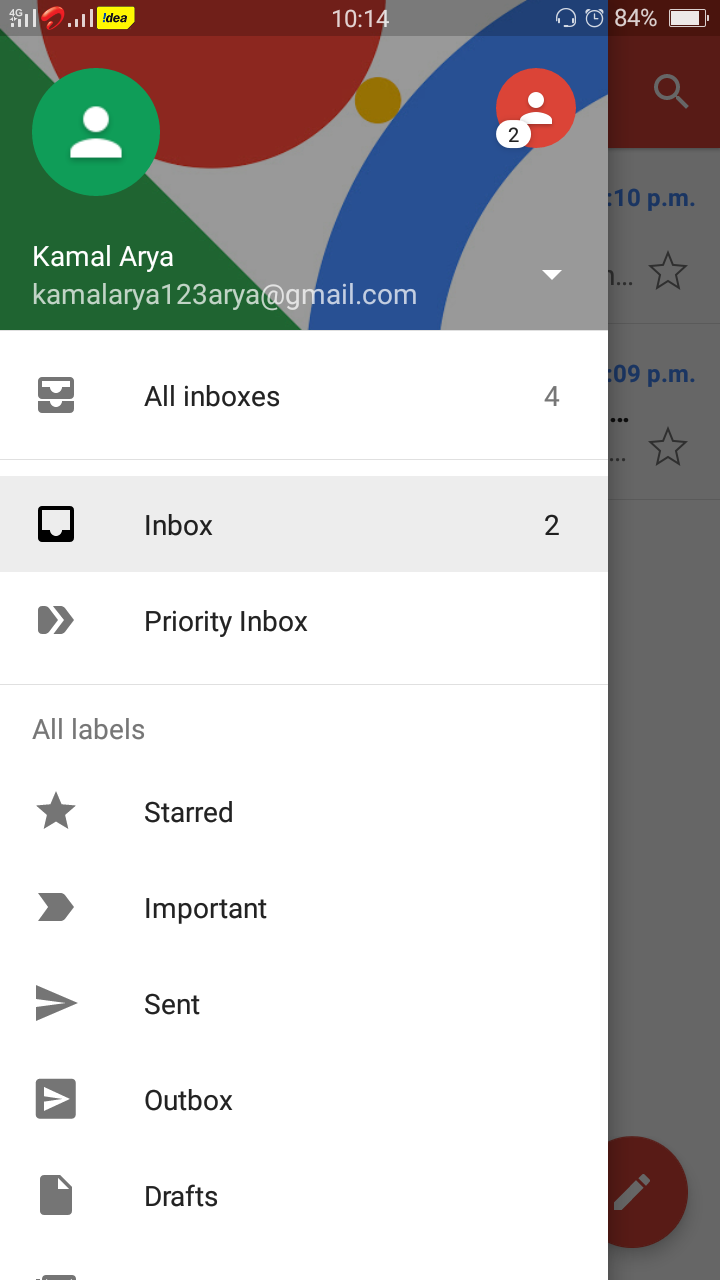 4G !dea 10:14 84%
2
:10 p.m.
Kamal Arya
kamalarya123arya@gmail.com
n...
All inboxes 4
:09 p.m.
...
...
Inbox 2
Priority Inbox
All labels
Starred
Important
Sent
Outbox
Drafts